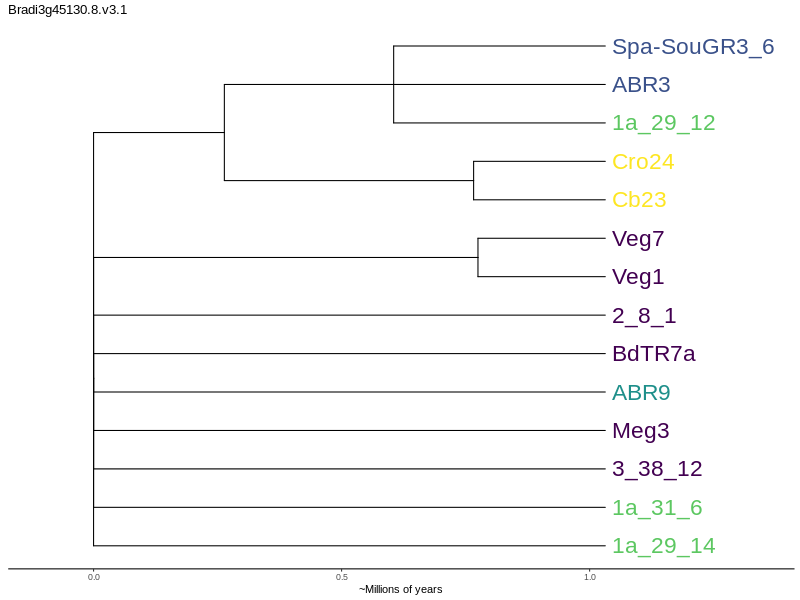 Bradi3g45130.8.v3.1
Spa-SouGR3_6
ABR3
1a_29_12
Cro24
Cb23
Veg7
Veg1
2_8_1
BdTR7a
ABR9
Meg3
3_38_12
1a_31_6
1a_29_14
0.0 0.5 1.0
~Millions of years